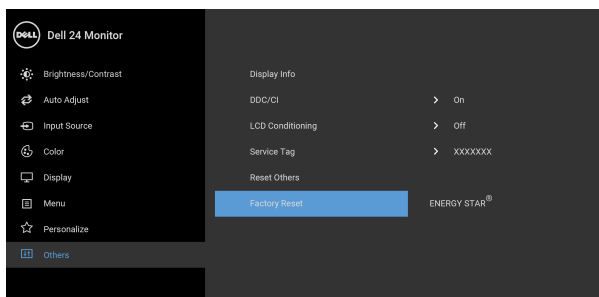 DELL Dell 24 Monitor
Brightness/Contrast
Auto Adjust
Input Source
Color
Display
Menu
Personalize
Others
Display Info
DDC/CI On
LCD Conditioning Off
Service Tag XXXXXXX
Reset Others
Factory Reset ENERGY STAR®